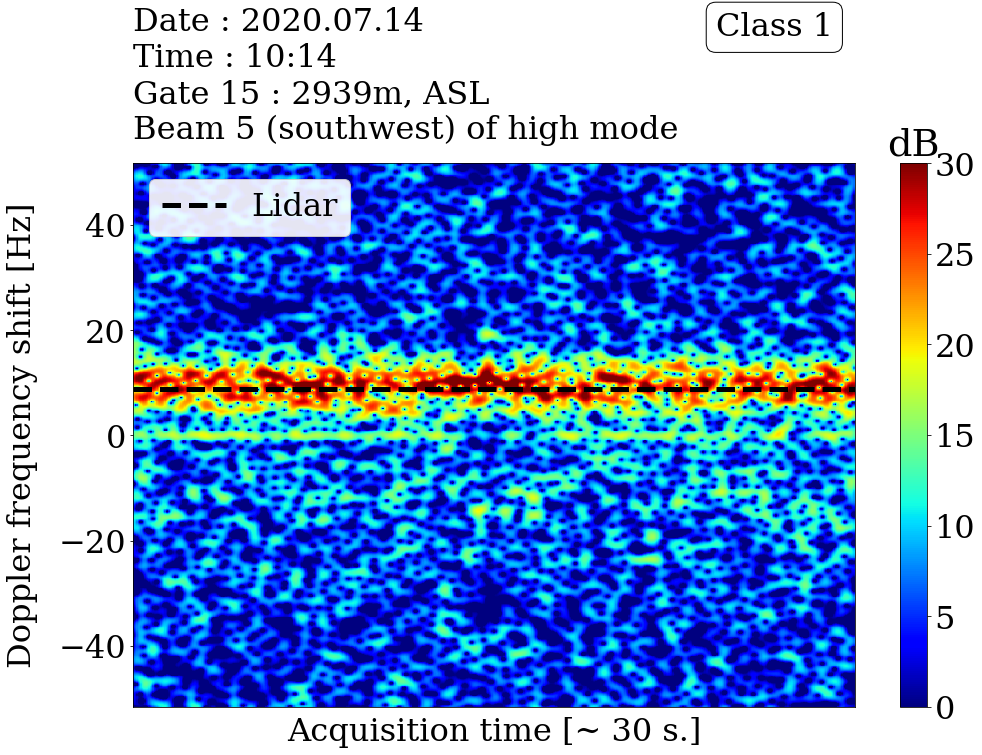 Date : 2020.07.14
Time : 10:14
Gate 15 : 2939m, ASL
Beam 5 (southwest) of high mode
Class 1
dB
Lidar
Doppler frequency shift [Hz]
40
20
0
−20
−40
Acquisition time [~ 30 s.]
30
25
20
15
10
5
0